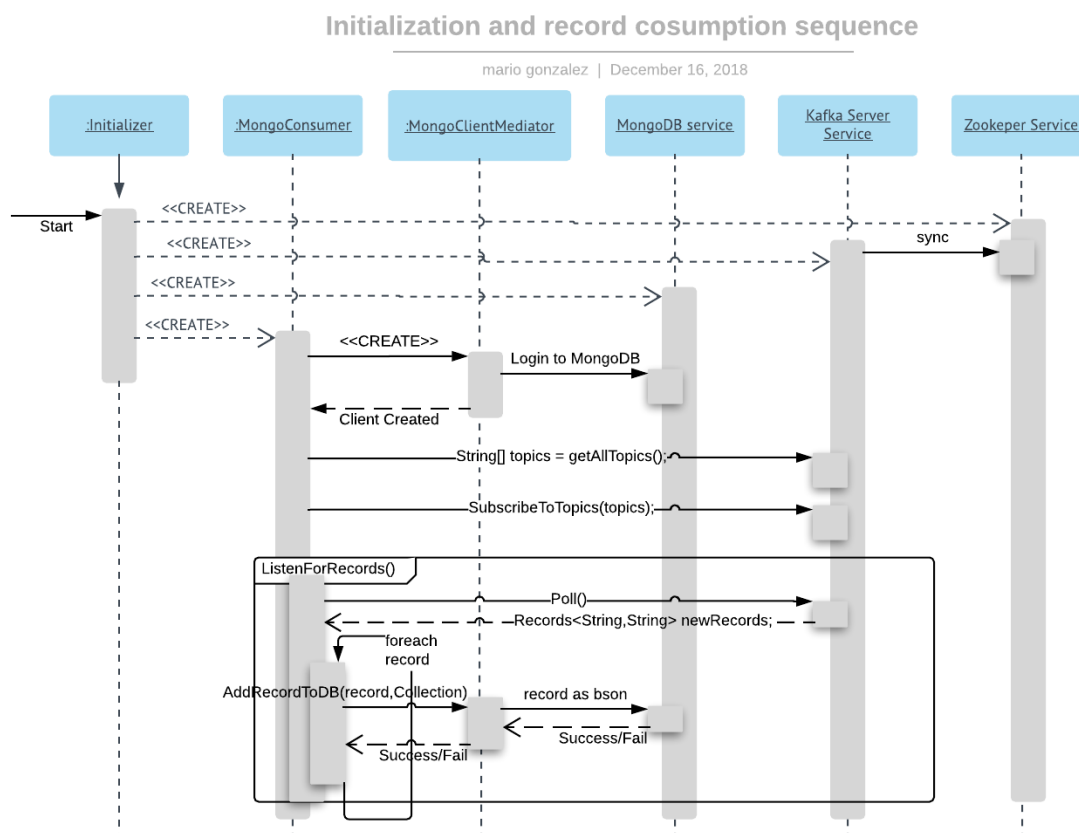 Initialization and record cosumption sequence
mario gonzalez | December 16, 2018
:Initializer
:MongoConsumer
:MongoClientMediator
MongoDB service
Kafka Server
Service
Zookeper Service
<<CREATE>>
Start
<<CREATE>>
sync
<<CREATE>>
<<CREATE>>
<<CREATE>>
Login to MongoDB
Client Created
String[] topics = getAllTopics();
SubscribeToTopics(topics);
ListenForRecords()
Poll()
Records<String,String> newRecords;
foreach
record
AddRecordToDB(record,Collection)
record as bson
Success/Fail
Success/Fail